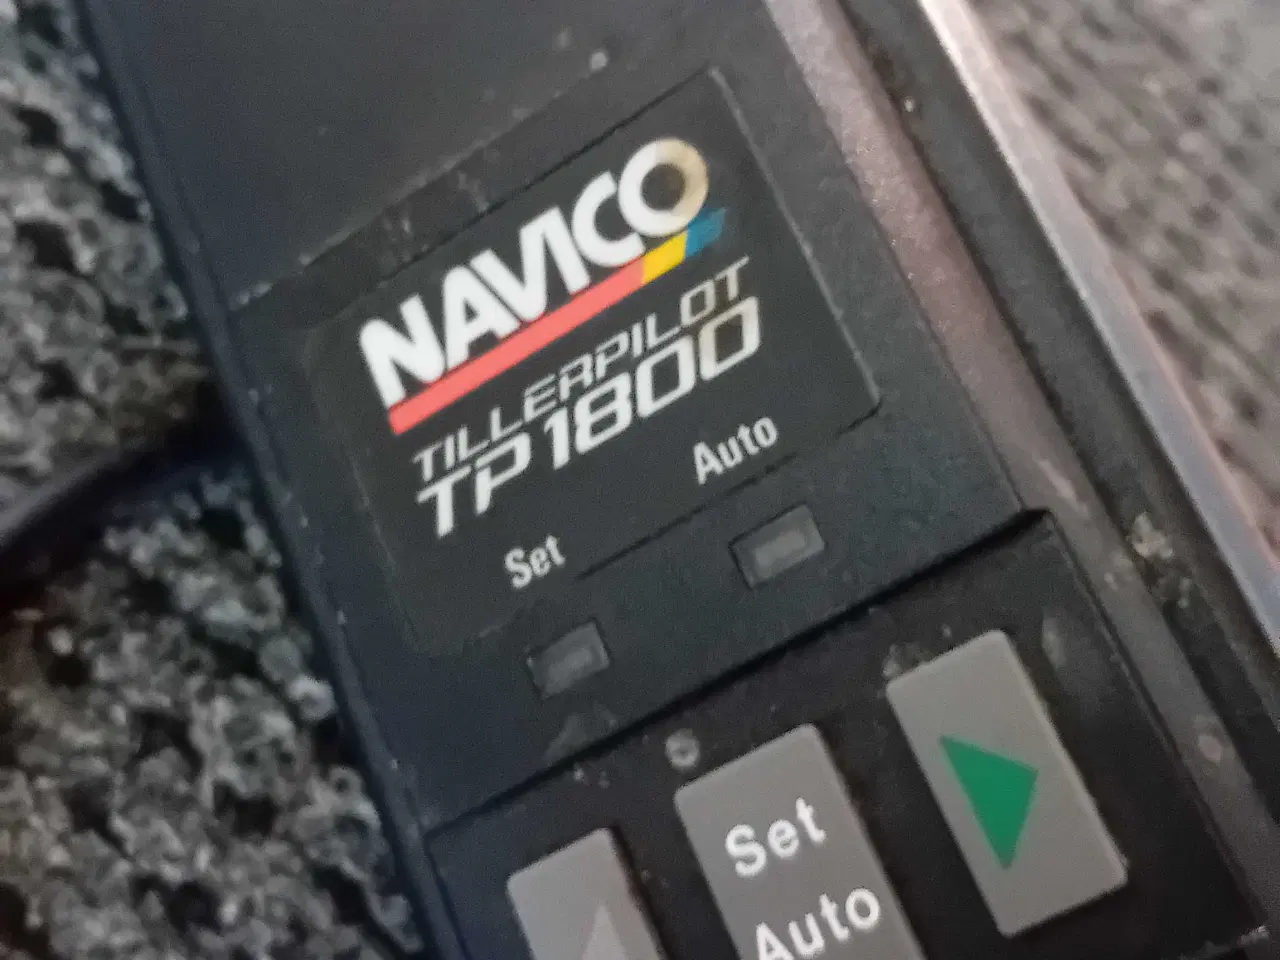 NAVICO
TILLERPILOT
TP1800
Set
Auto
Set
Auto